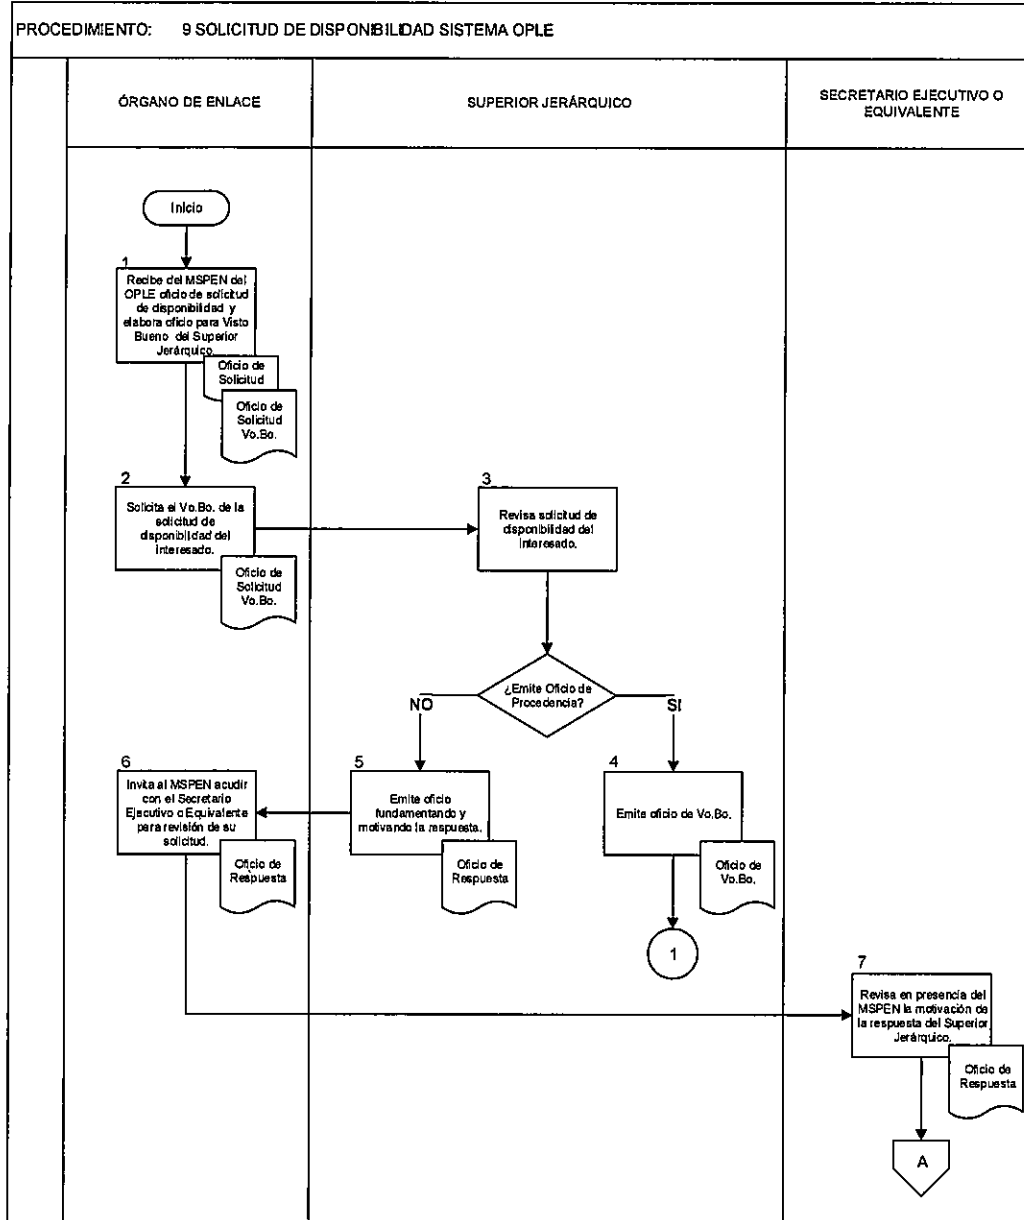 PROCEDIMIENTO: 9 SOLICITUD DE DISPONIBILIDAD SISTEMA OPLE
ÓRGANO DE ENLACE
SUPERIOR JERÁRQUICO
SECRETARIO EJECUTIVO O
EQUIVALENTE
Inicio
1
Recibe del MSPEN del
OPLE oficio de solicitud
de disponibilidad y
elabora oficio para Visto
Bueno del Superior
Jerárquico.
Oficio de
Solicitud
Oficio de
Solicitud
Vo.Bo.
2
Solicita el Vo.Bo. de la
solicitud de
disponibilidad del
interesado.
Oficio de
Solicitud
Vo.Bo.
3
Revisa solicitud de
disponibilidad del
interesado.
¿Emite Oficio de
Procedencia?
NO
SI
6
Invita al MSPEN acudir
con el Secretario
Ejecutivo o Equivalente
para revisión de su
solicitud.
Oficio de
Respuesta
5
Emite oficio
fundamentando y
motivando la respuesta.
Oficio de
Respuesta
4
Emite oficio de Vo.Bo.
Oficio de
Vo.Bo.
1
7
Revisa en presencia del
MSPEN la motivación de
la respuesta del Superior
Jerárquico.
Oficio de
Respuesta
A